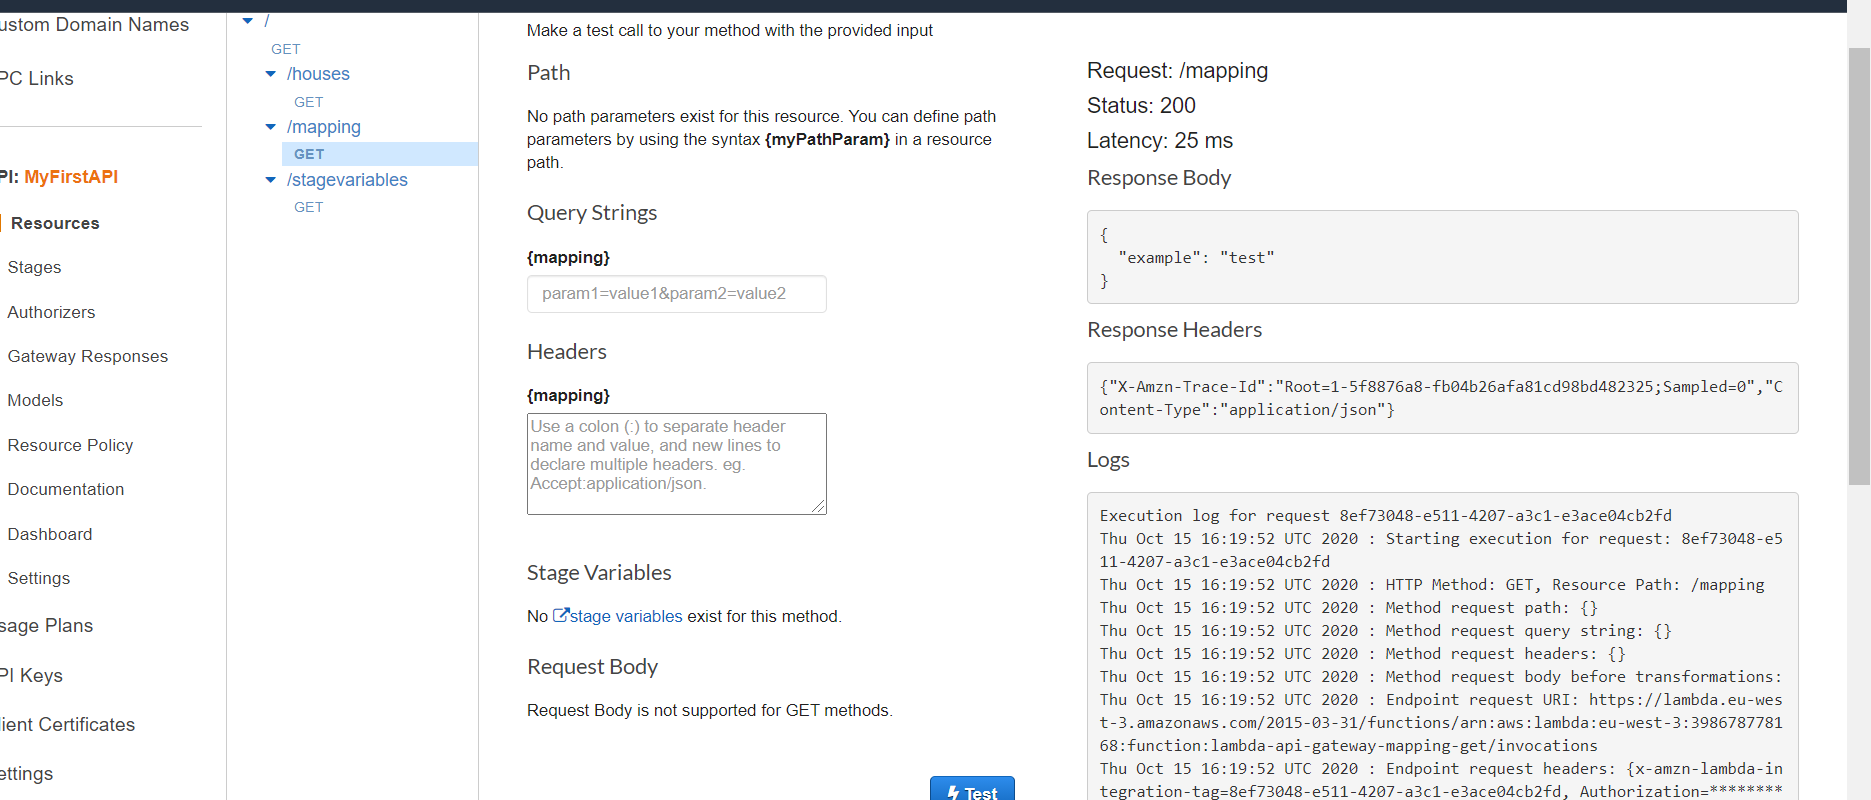 ustom Domain Names
PC Links
PI: MyFirstAPI
Resources
Stages
Authorizers
Gateway Responses
Models
Resource Policy
Documentation
Dashboard
Settings
sage Plans
PI Keys
lient Certificates
ettings
/
GET
/houses
GET
/mapping
GET
/stagevariables
GET
Make a test call to your method with the provided input
Path
No path parameters exist for this resource. You can define path
parameters by using the syntax {myPathParam} in a resource
path.
Query Strings
{mapping}
param1=value1&param2=value2
Headers
{mapping}
Use a colon (:) to separate header
name and value, and new lines to
declare multiple headers. eg.
Accept:application/json.
Stage Variables
No stage variables exist for this method.
Request Body
Request Body is not supported for GET methods.
Test
Request: /mapping
Status: 200
Latency: 25 ms
Response Body
{
"example": "test"
}
Response Headers
{"X-Amzn-Trace-Id":"Root=1-5f8876a8-fb04b26afa81cd98bd482325;Sampled=0","C
ontent-Type":"application/json"}
Logs
Execution log for request 8ef73048-e511-4207-a3c1-e3ace04cb2fd
Thu Oct 15 16:19:52 UTC 2020 : Starting execution for request: 8ef73048-e5
11-4207-a3c1-e3ace04cb2fd
Thu Oct 15 16:19:52 UTC 2020 : HTTP Method: GET, Resource Path: /mapping
Thu Oct 15 16:19:52 UTC 2020 : Method request path: {}
Thu Oct 15 16:19:52 UTC 2020 : Method request query string: {}
Thu Oct 15 16:19:52 UTC 2020 : Method request headers: {}
Thu Oct 15 16:19:52 UTC 2020 : Method request body before transformations:
Thu Oct 15 16:19:52 UTC 2020 : Endpoint request URI: https://lambda.eu-wes
t-3.amazonaws.com/2015-03-31/functions/arn:aws:lambda:eu-west-3:3986787781
68:function:lambda-api-gateway-mapping-get/invocations
Thu Oct 15 16:19:52 UTC 2020 : Endpoint request headers: {x-amzn-lambda-in
tegration-tag=8ef73048-e511-4207-a3c1-e3ace04cb2fd, Authorization=********